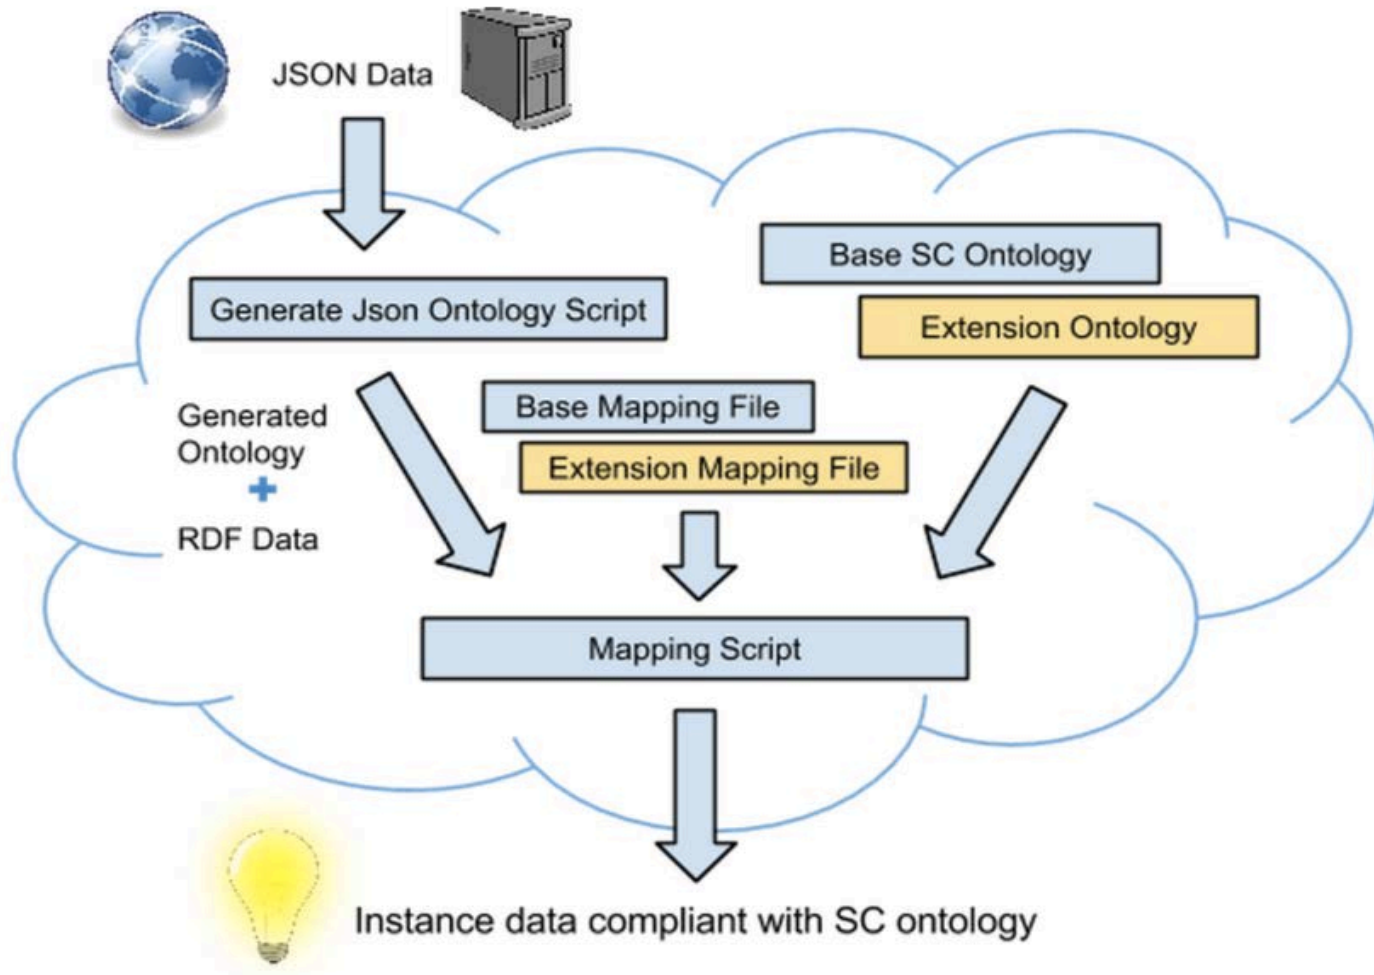 JSON Data
Base SC Ontology
Generate Json Ontology Script
Extension Ontology
Base Mapping File
Generated
Ontology
+
Extension Mapping File
RDF Data
Mapping Script
Instance data compliant with SC ontology